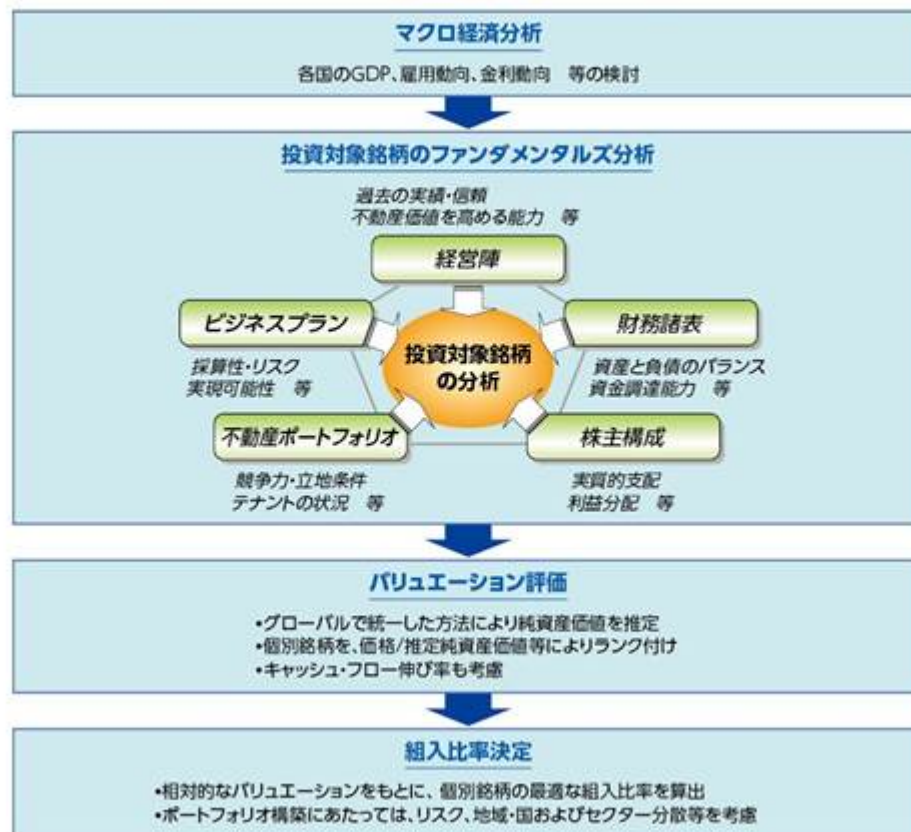 マクロ経済分析
各国のGDP、雇用動向、金利動向　等の検討
投資対象銘柄のファンダメンタルズ分析
過去の実績・信頼
不動産価値を高める能力　等
経営陣
ビジネスプラン
財務諸表
採算性・リスク
実現可能性　等
投資対象銘柄
の分析
資産と負債のバランス
資金調達能力　等
不動産ポートフォリオ
株主構成
競争力・立地条件
テナントの状況　等
実質的支配
利益分配　等
バリュエーション評価
•グローバルで統一した方法により純資産価値を推定
•個別銘柄を、価格/推定純資産価値等によりランク付け
•キャッシュ・フロー伸び率も考慮
組入比率決定
•相対的なバリュエーションをもとに、個別銘柄の最適な組入比率を算出
•ポートフォリオ構築にあたっては、リスク、地域・国およびセクター分散等を考慮